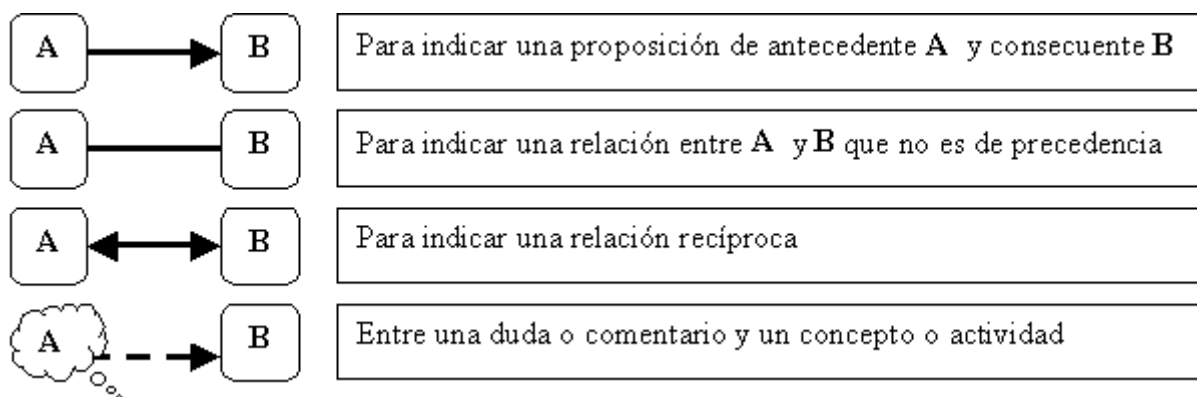 A B Para indicar una proposición de antecedente A y consecuente B
A B Para indicar una relación entre A y B que no es de precedencia
A B Para indicar una relación recíproca
A B Entre una duda o comentario y un concepto o actividad